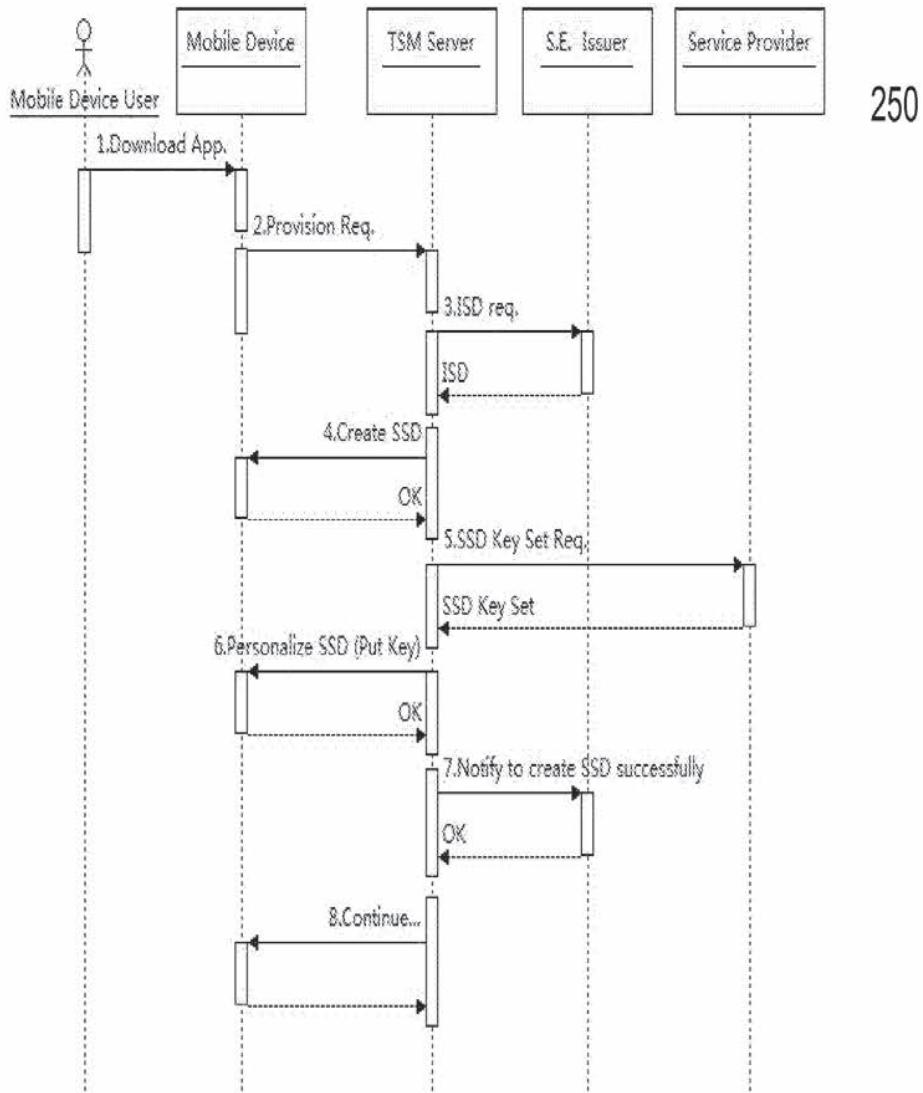 Mobile Device
TSM Server
S.E. Issuer
Service Provider
Mobile Device User
250
1.Download App.
2.Provision Req.
3.ISD req.
ISD
4.Create SSD
OK
5.SSD Key Set Req.
SSD Key Set
6.Personalize SSD (Put Key)
OK
7.Notify to create SSD successfully
OK
8.Continue...